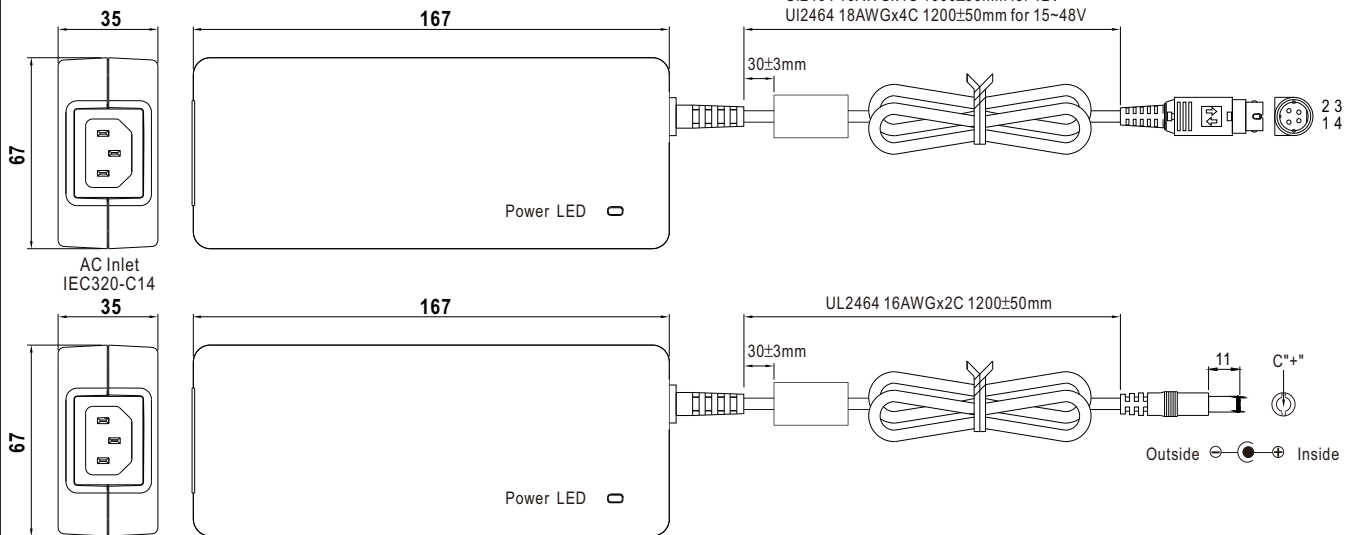 UI2464 18AWGx4C 1200±50mm for 15~48V
35
167
30±3mm
2 3
1 4
67
Power LED
AC Inlet
IEC320-C14
35
167
UL2464 16AWGx2C 1200±50mm
30±3mm
11
C"+"
67
Outside
Inside
Power LED